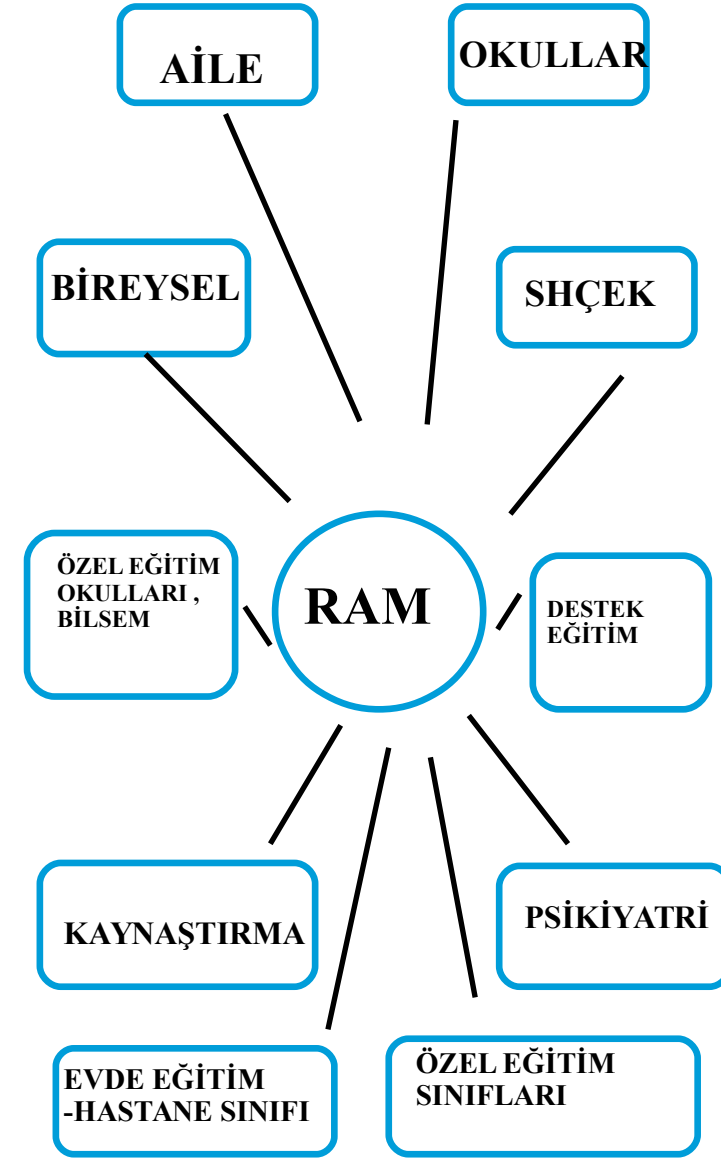 AİLE
OKULLAR
BİREYSEL
SHÇEK
ÖZEL EĞİTİM
OKULLARI ,
BİLSEM
RAM
DESTEK
EĞİTİM
KAYNAŞTIRMA
PSİKİYATRİ
EVDE EĞİTİM
-HASTANE SINIFI
ÖZEL EĞİTİM
SINIFLARI